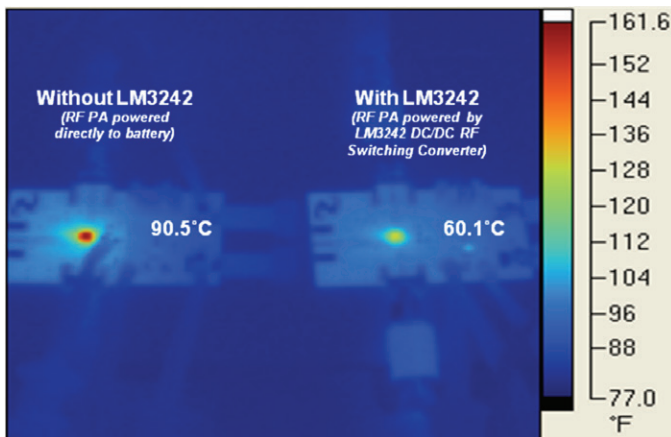 Without LM3242
(RF PA powered
directly to battery)
90.5°C
With LM3242
(RF PA powered by
LM3242 DC/DC RF
Switching Converter)
60.1°C
161.6
152
144
136
128
120
112
104
96
88
77.0
°F